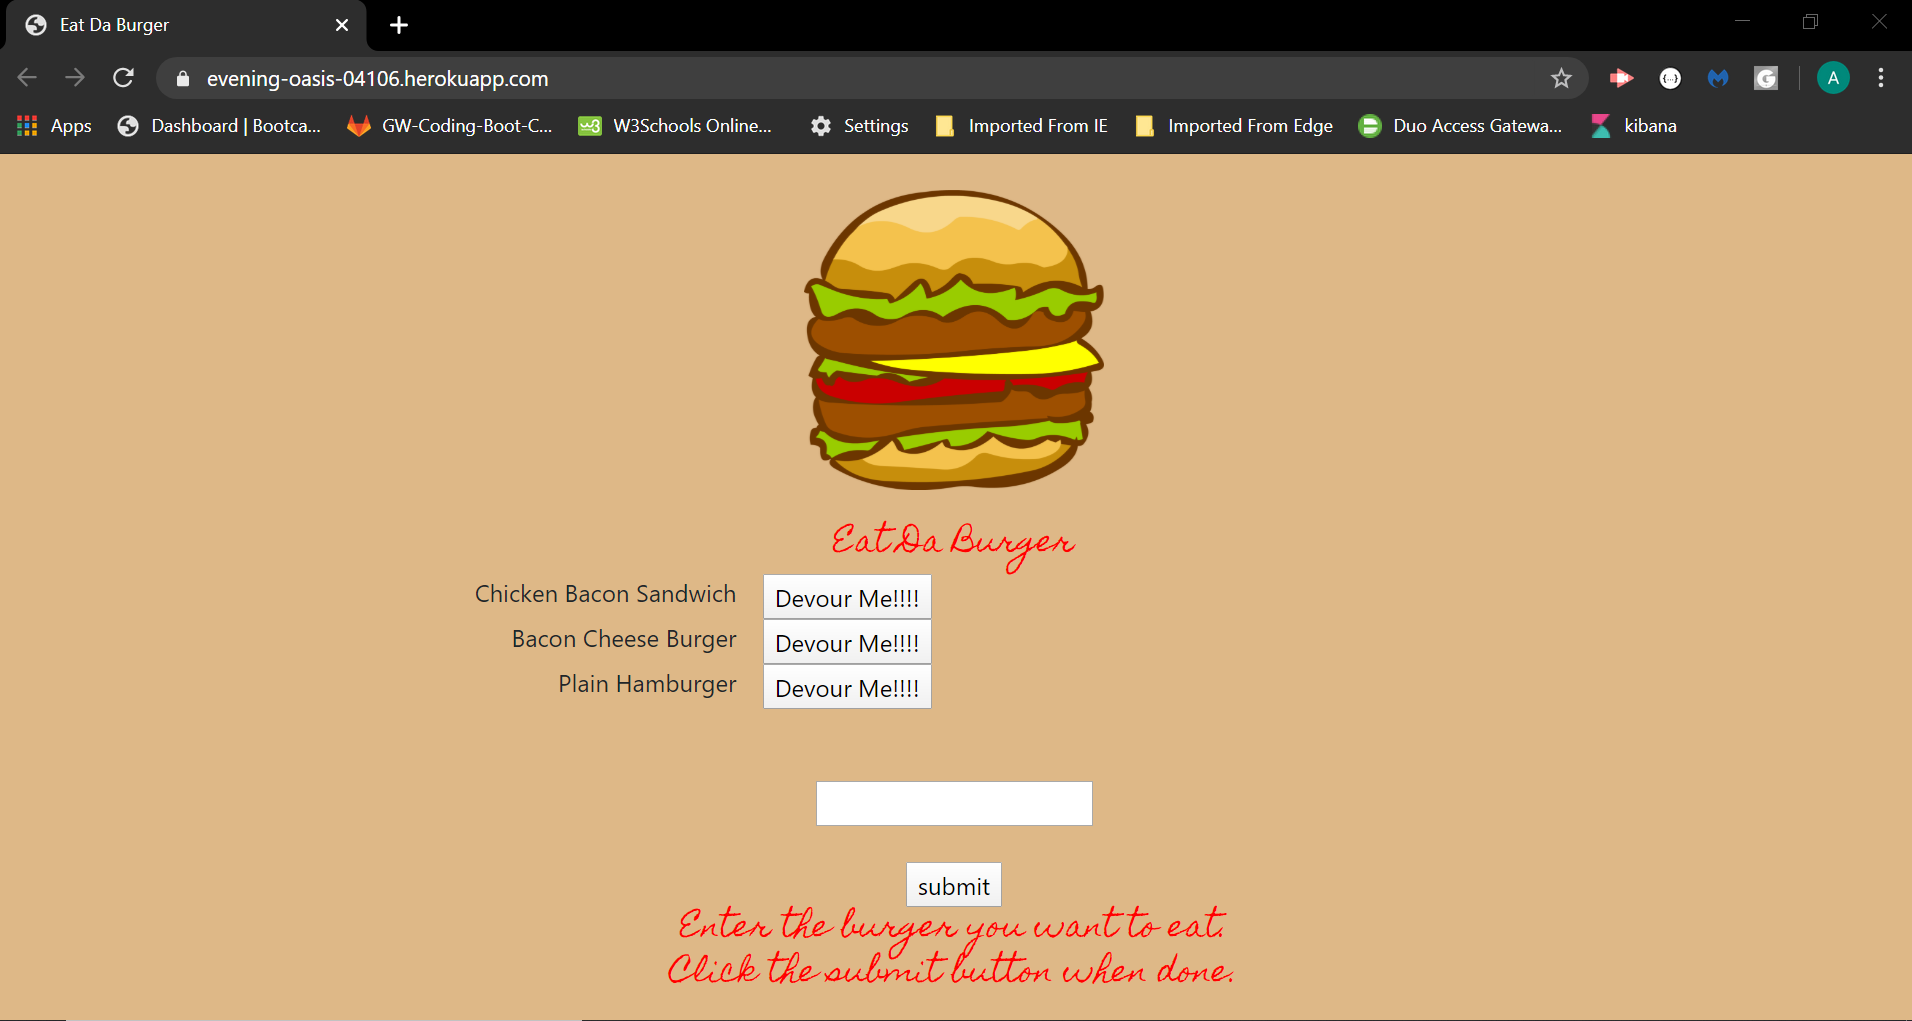 Eat Da Burger
evening-oasis-04106.herokuapp.com
A
Apps Dashboard | Bootca... GW-Coding-Boot-C... W3Schools Online... Settings Imported From IE Imported From Edge Duo Access Gatewa... kibana
Eat Da Burger
Chicken Bacon Sandwich Devour Me!!!!
Bacon Cheese Burger Devour Me!!!!
Plain Hamburger Devour Me!!!!
submit
Enter the burger you want to eat.
Click the submit button when done.